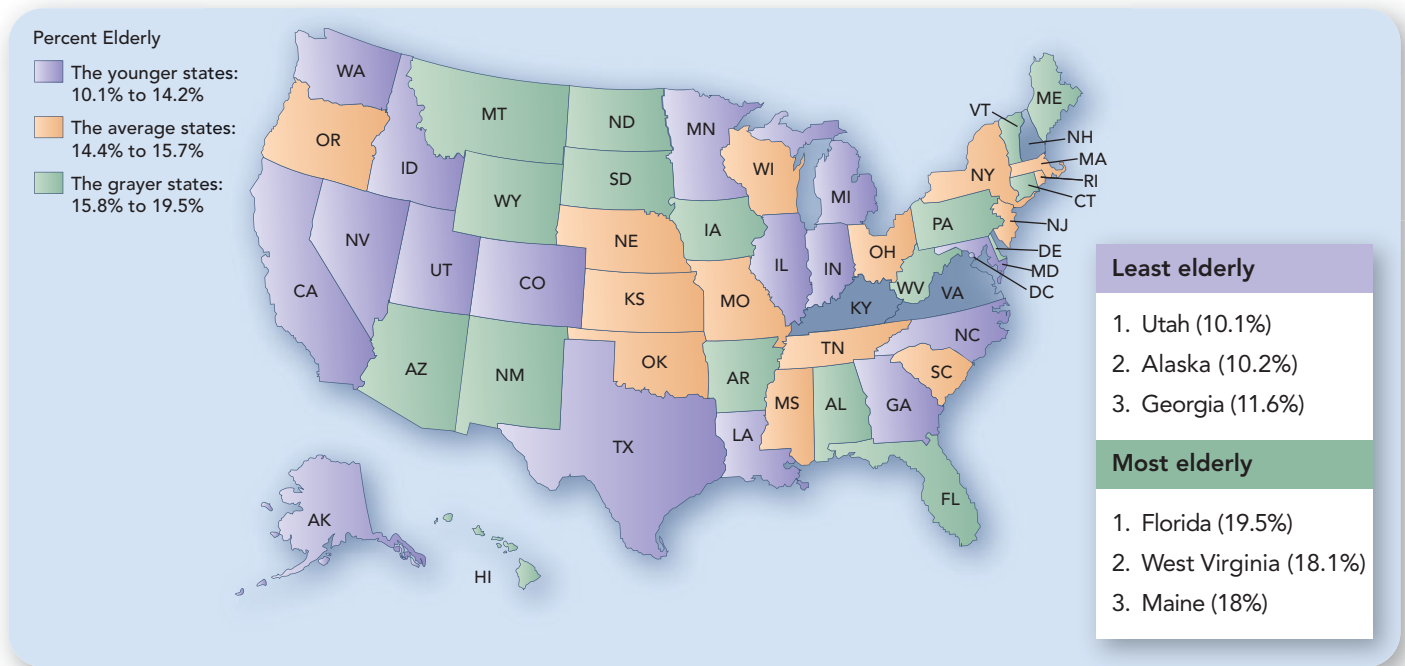 Percent Elderly
The younger states:
10.1% to 14.2%
The average states:
14.4% to 15.7%
The grayer states:
15.8% to 19.5%
WA
OR
ID
MT
ND
MN
SD
WY
WI
MI
NV
UT
CA
CO
NE
IA
KS
MO
IL
IN
OH
PA
NY
VT
ME
NH
MA
RI
CT
NJ
DE
MD
DC
WV
VA
KY
NC
TN
SC
AZ
NM
OK
AR
TX
LA
MS
AL
GA
FL
AK
HI
Least elderly
1. Utah (10.1%)
2. Alaska (10.2%)
3. Georgia (11.6%)
Most elderly
1. Florida (19.5%)
2. West Virginia (18.1%)
3. Maine (18%)